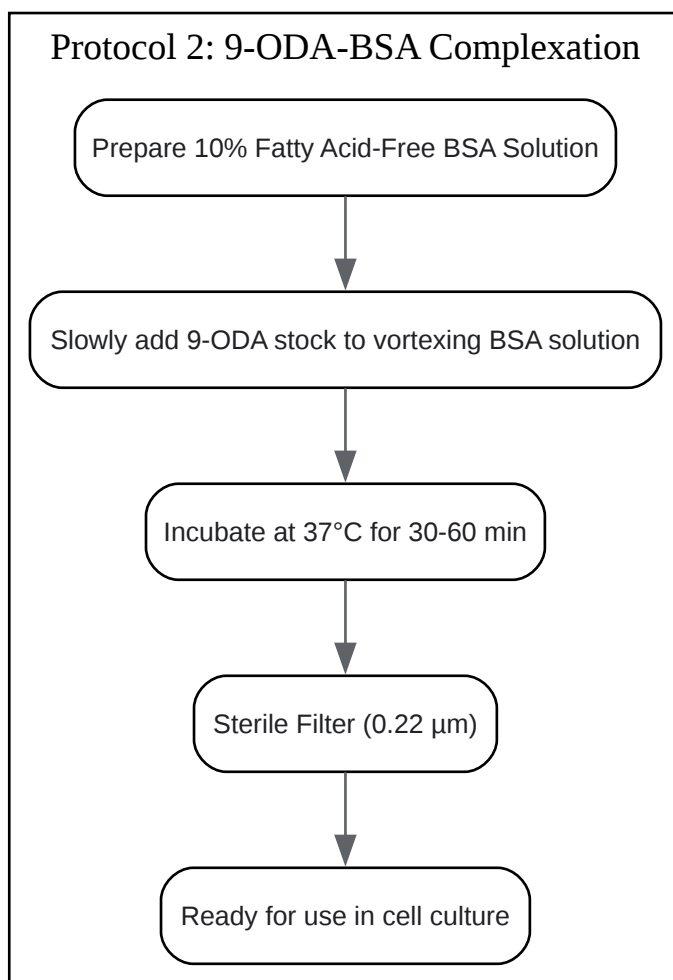 Protocol 2: 9-ODA-BSA Complexation
Prepare 10% Fatty Acid-Free BSA Solution
Slowly add 9-ODA stock to vortexing BSA solution
Incubate at 37°C for 30-60 min
Sterile Filter (0.22 µm)
Ready for use in cell culture